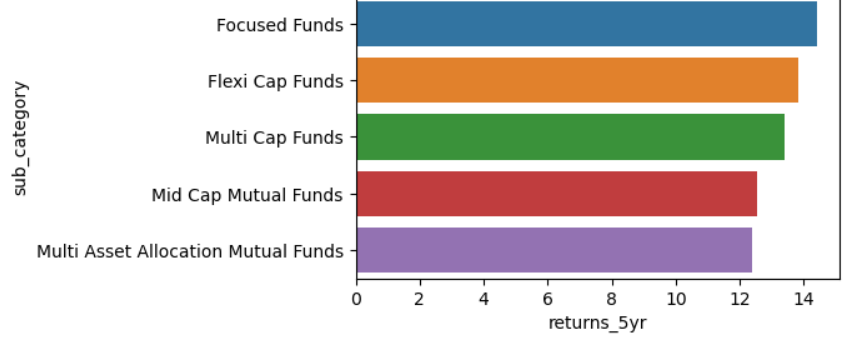 sub_category
Focused Funds
Flexi Cap Funds
Multi Cap Funds
Mid Cap Mutual Funds
Multi Asset Allocation Mutual Funds
0 2 4 6 8 10 12 14
returns_5yr